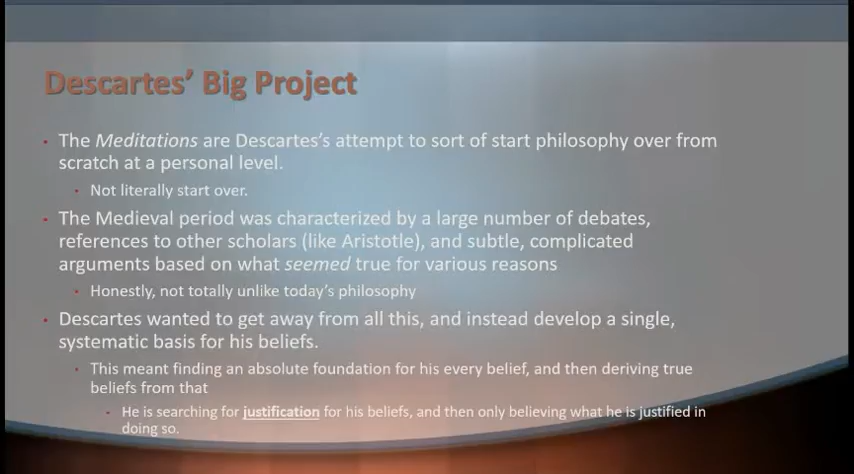 Descartes' Big Project
• The Meditations are Descartes's attempt to sort of start philosophy over from
scratch at a personal level.
• Not literally start over.
• The Medieval period was characterized by a large number of debates,
references to other scholars (like Aristotle), and subtle, complicated
arguments based on what seemed true for various reasons
• Honestly, not totally unlike today's philosophy
• Descartes wanted to get away from all this, and instead develop a single,
systematic basis for his beliefs.
• This meant finding an absolute foundation for his every belief, and then deriving true
beliefs from that
• He is searching for justification for his beliefs, and then only believing what he is justified in
doing so.